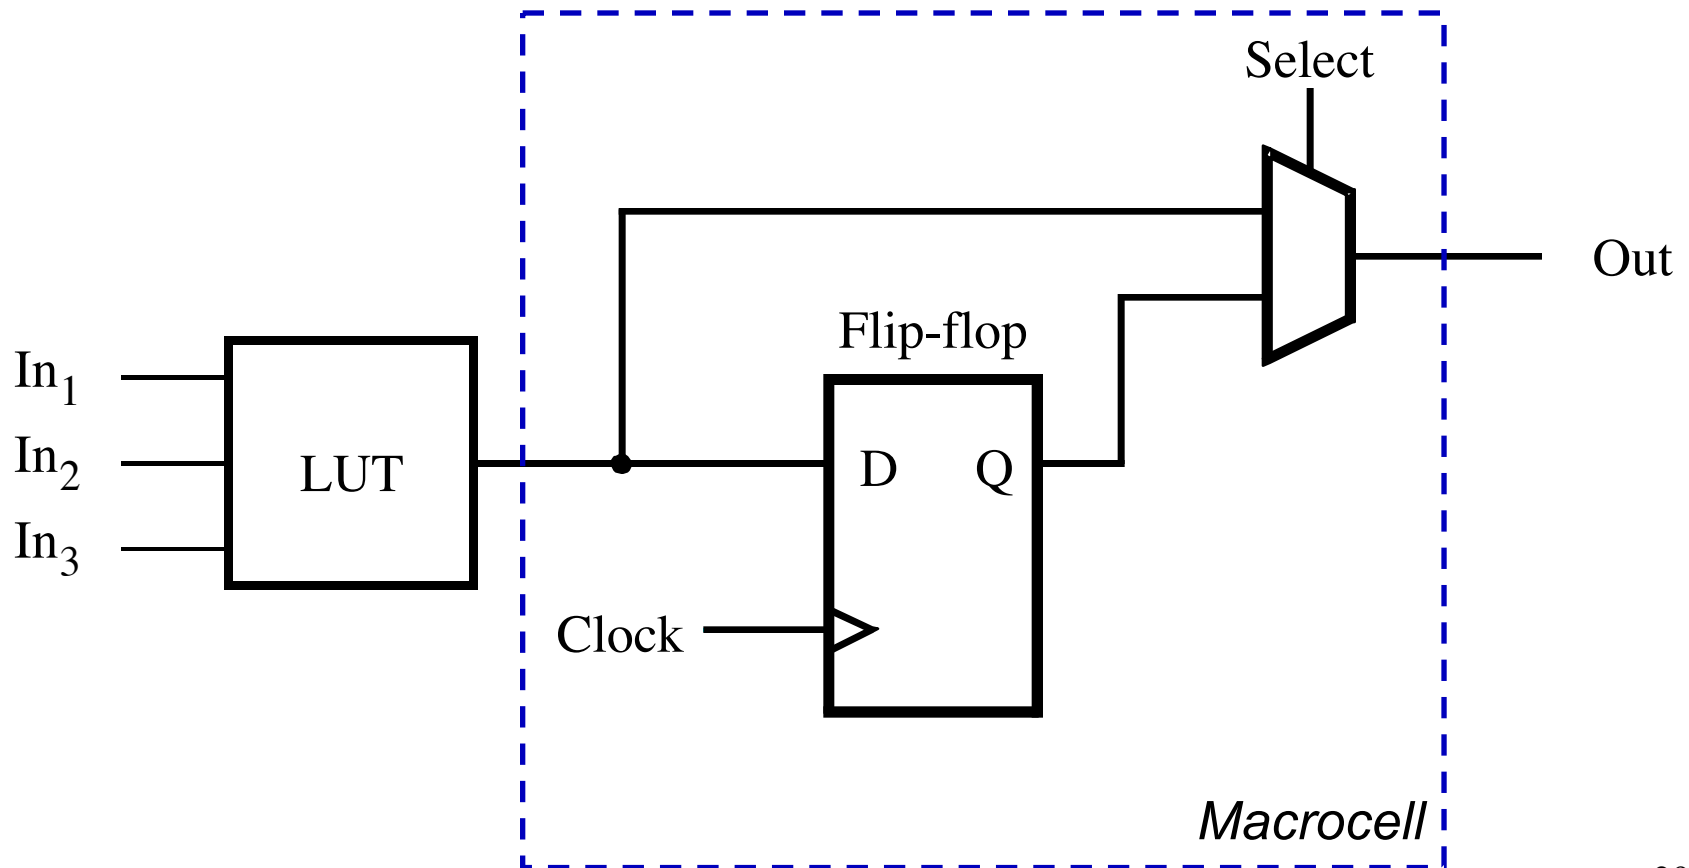 Select
Out
Flip-flop
In1
In2
In3
LUT
D
Q
Clock
Macrocell